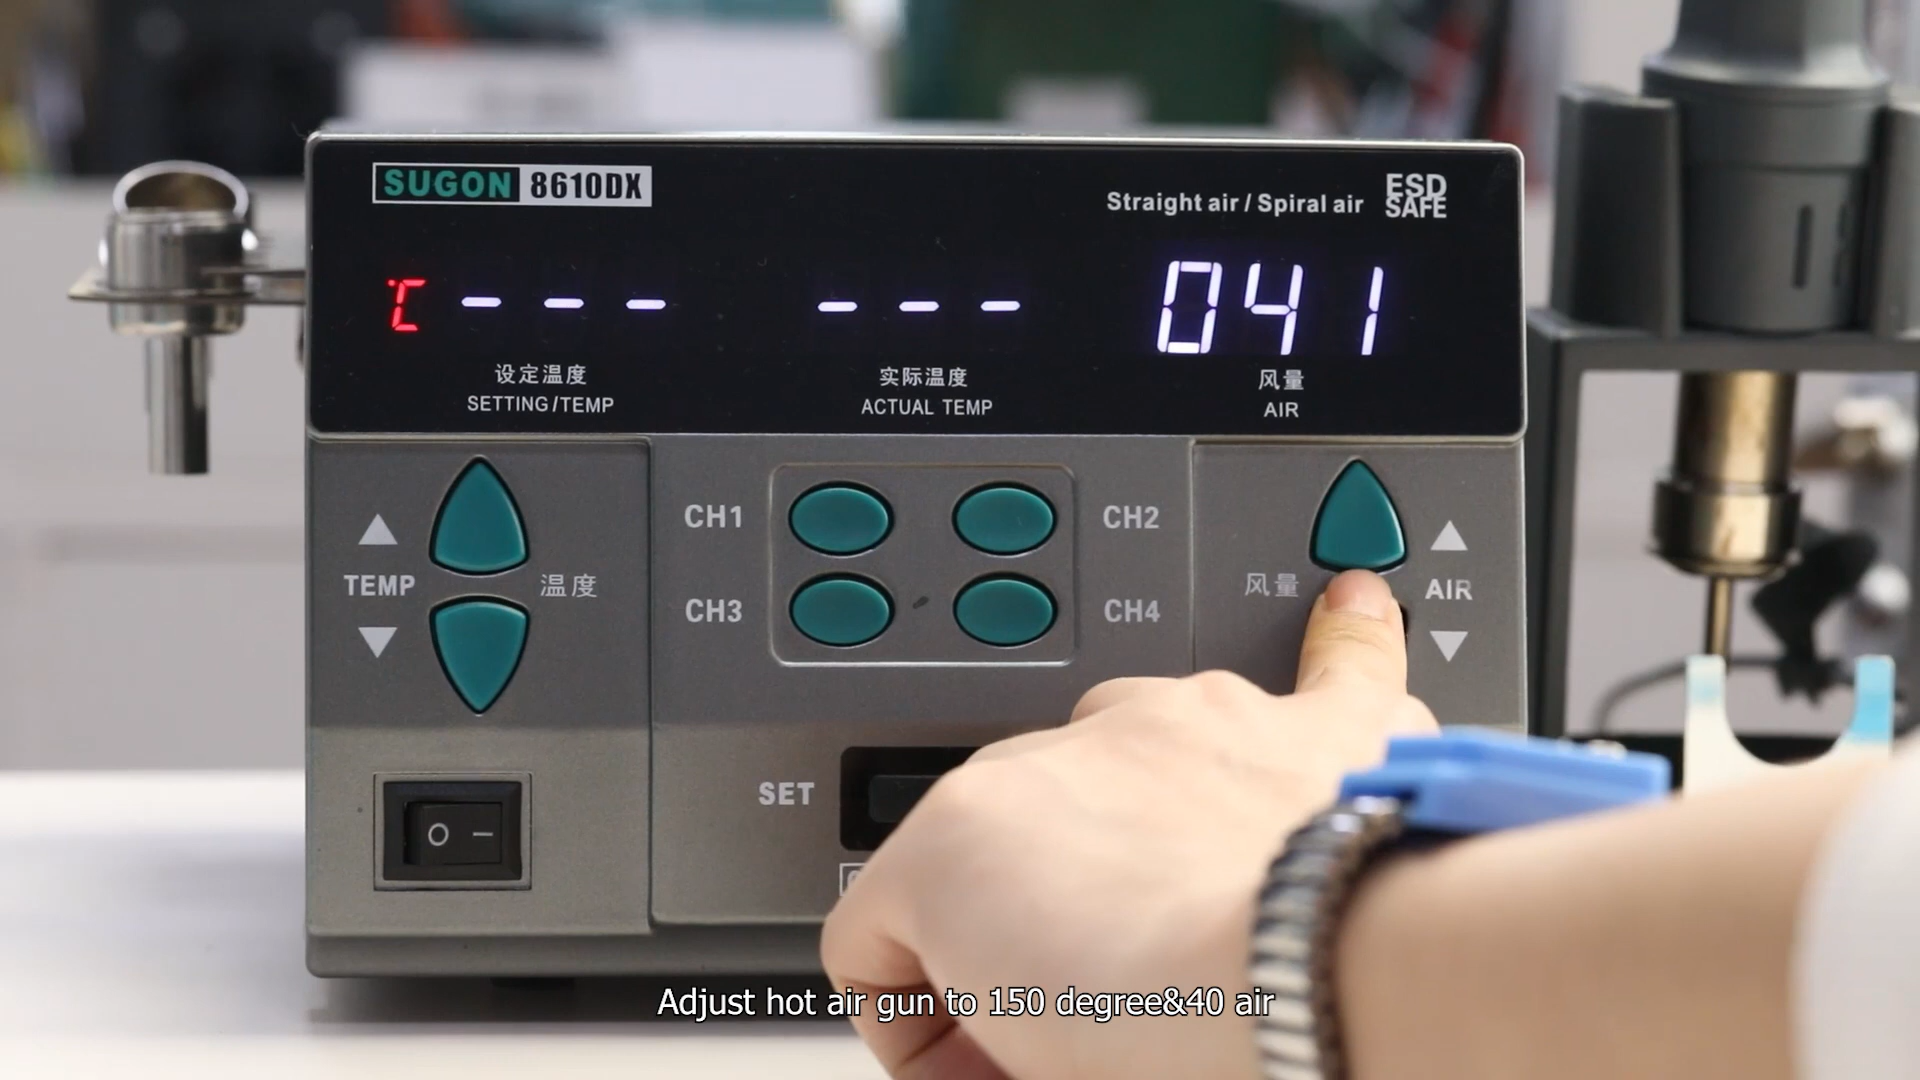 SUGON 8610DX
Straight air / Spiral air
ESD SAFE
℃ - - -
- - -
041
设定温度
SETTING/TEMP
实际温度
ACTUAL TEMP
风量
AIR
TEMP
温度
CH1
CH2
CH3
CH4
风量
AIR
SET
Adjust hot air gun to 150 degree&40 air